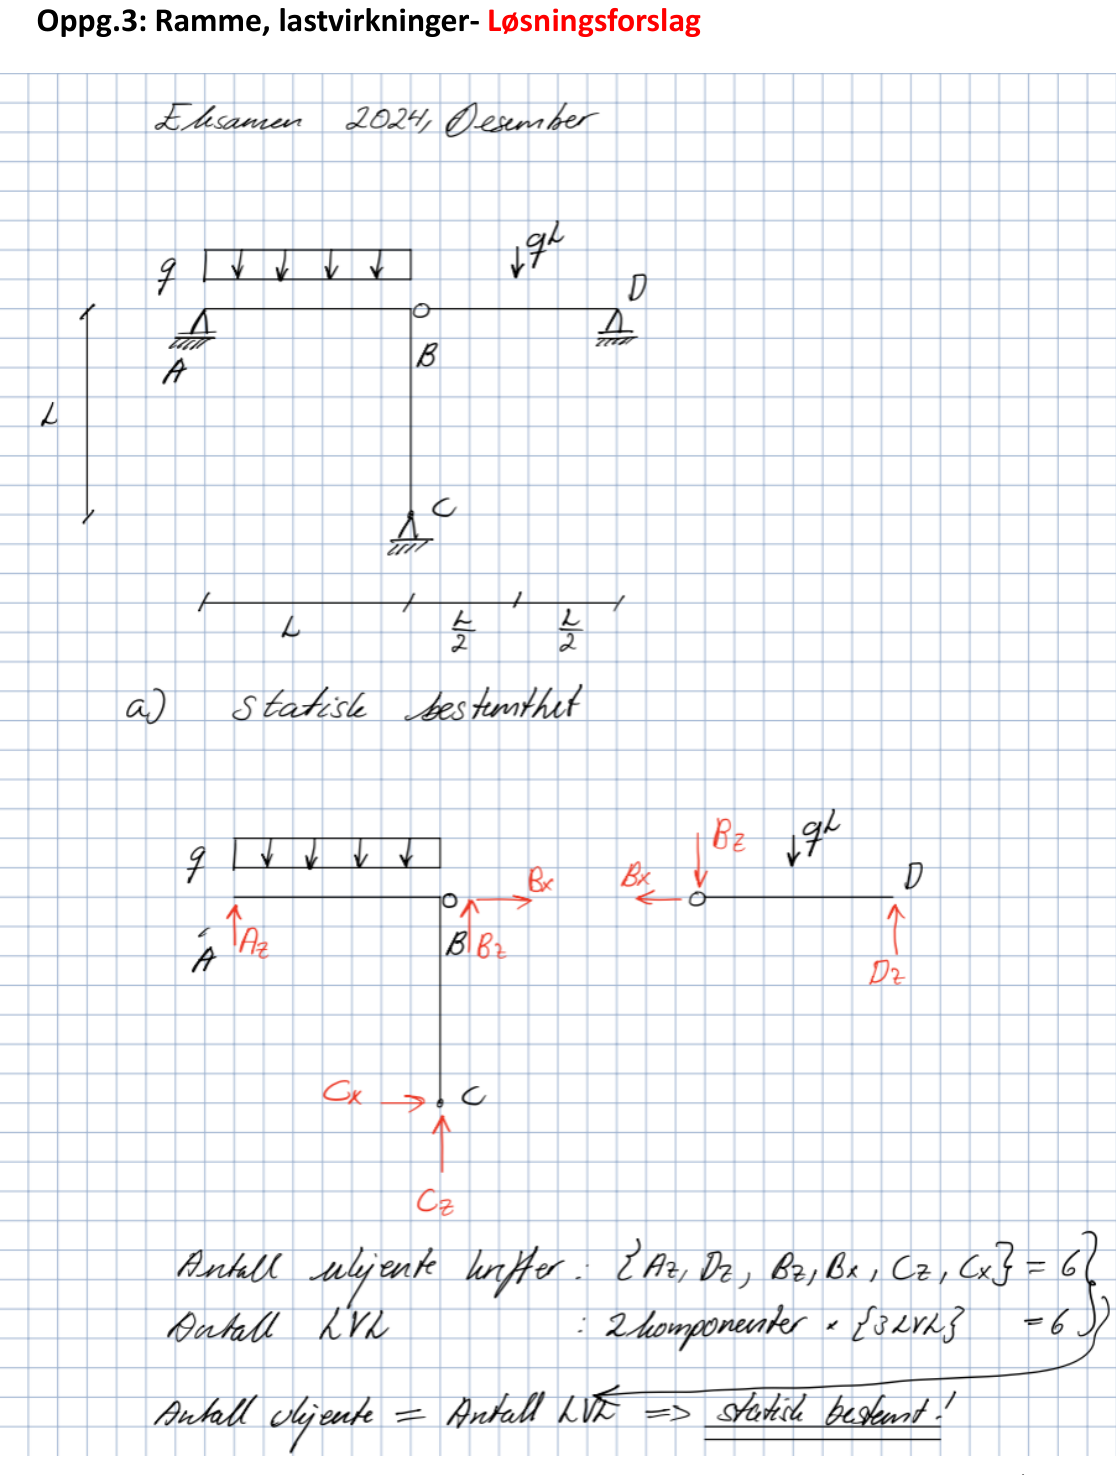 Oppg.3: Ramme, lastvirkninger- Løsningsforslag
Eksamen 2024, Desember
q
qL
D
A
B
L
C
L
L/2
L/2
a) statisk bestemthet
q
qL
Bz
Bx
Bx
D
A
Az
B
Bz
Dz
Cx
C
Cz
Antall ukjente krefter : {Az, Dz, Bz, Bx, Cz, Cx} = 6
Antall LVL : 2 komponenter × {3LVL} = 6
Antall ukjente = Antall LVL => statisk bestemt!